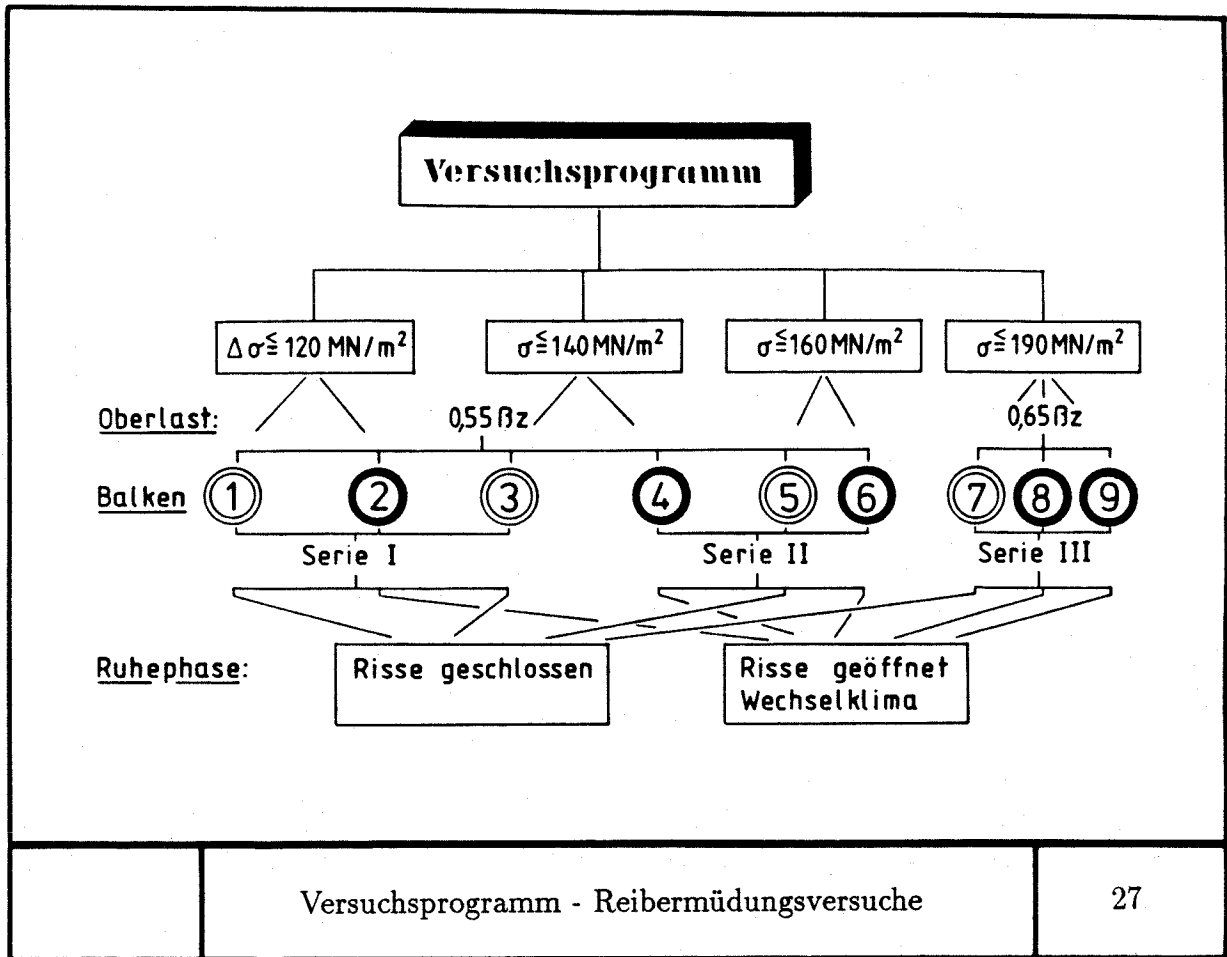 Versuchsprogramm
Δσ≦120 MN/m²
σ≦140 MN/m²
σ≦160 MN/m²
σ≦190 MN/m²
Oberlast:
0,55 βz
0,65 βz
Balken
1 2 3 4 5 6 7 8 9
Serie I
Serie II
Serie III
Ruhephase:
Risse geschlossen
Risse geöffnet
Wechselklima
Versuchsprogramm - Reibermüdungsversuche
27